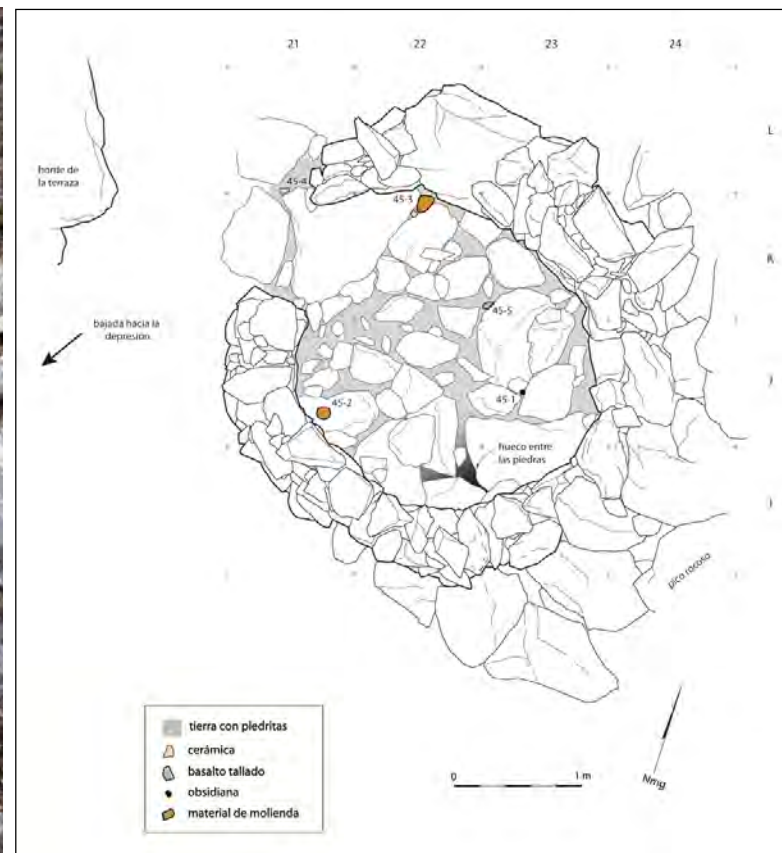 21 22 23 24
L
borde de
la terraza
45-4
45-3
R
bajada hacia la
depresión
45-5
45-2
45-1
hueco entre
las piedras
pico rocoso
tierra con piedritas
cerámica
basalto tallado
obsidiana
material de molienda
0 1 m
Nmg